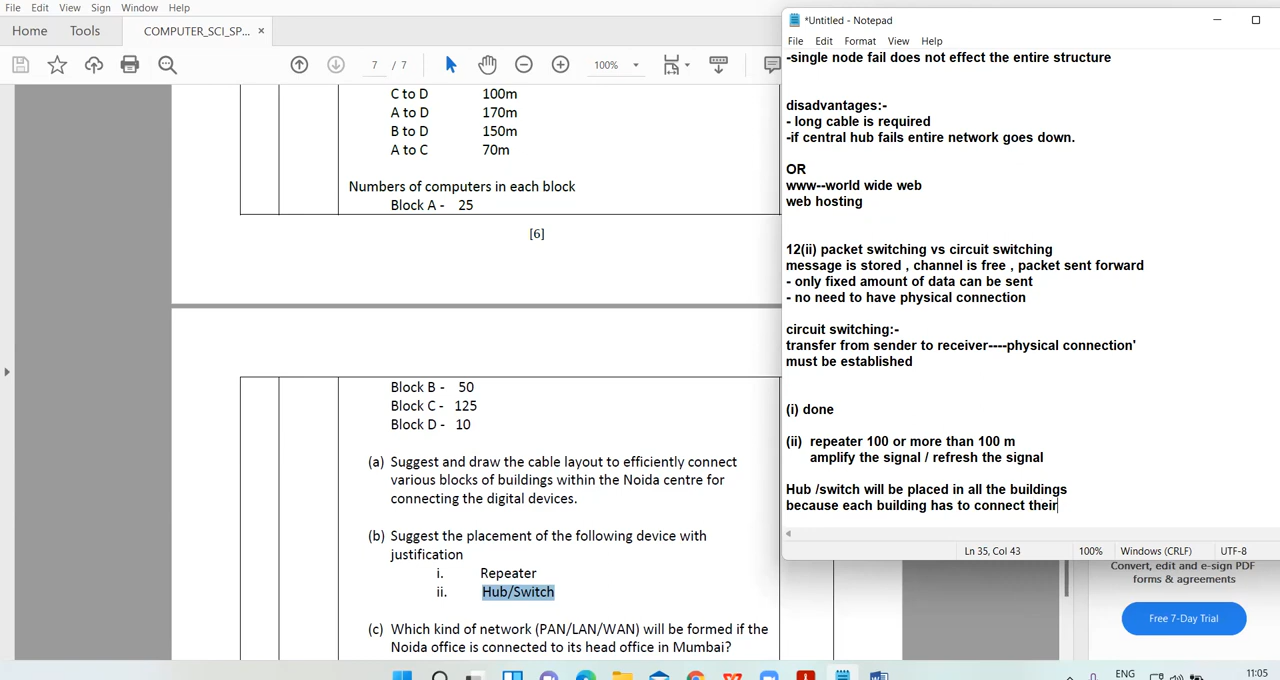 File Edit View Sign Window Help
Home Tools COMPUTER_SCI_SP... ×
7 / 7 100%
C to D 100m
A to D 170m
B to D 150m
A to C 70m
Numbers of computers in each block
Block A - 25
[6]
Block B - 50
Block C - 125
Block D - 10
(a) Suggest and draw the cable layout to efficiently connect
various blocks of buildings within the Noida centre for
connecting the digital devices.
(b) Suggest the placement of the following device with
justification
i. Repeater
ii. Hub/Switch
(c) Which kind of network (PAN/LAN/WAN) will be formed if the
Noida office is connected to its head office in Mumbai?
*Untitled - Notepad
File Edit Format View Help
-single node fail does not effect the entire structure
disadvantages:-
- long cable is required
-if central hub fails entire network goes down.
OR
www--world wide web
web hosting
12(ii) packet switching vs circuit switching
message is stored , channel is free , packet sent forward
- only fixed amount of data can be sent
- no need to have physical connection
circuit switching:-
transfer from sender to receiver----physical connection'
must be established
(i) done
(ii) repeater 100 or more than 100 m
amplify the signal / refresh the signal
Hub /switch will be placed in all the buildings
because each building has to connect their
Ln 35, Col 43 100% Windows (CRLF) UTF-8
Convert, edit and e-sign PDF
forms & agreements
Free 7-Day Trial
ENG 11:05